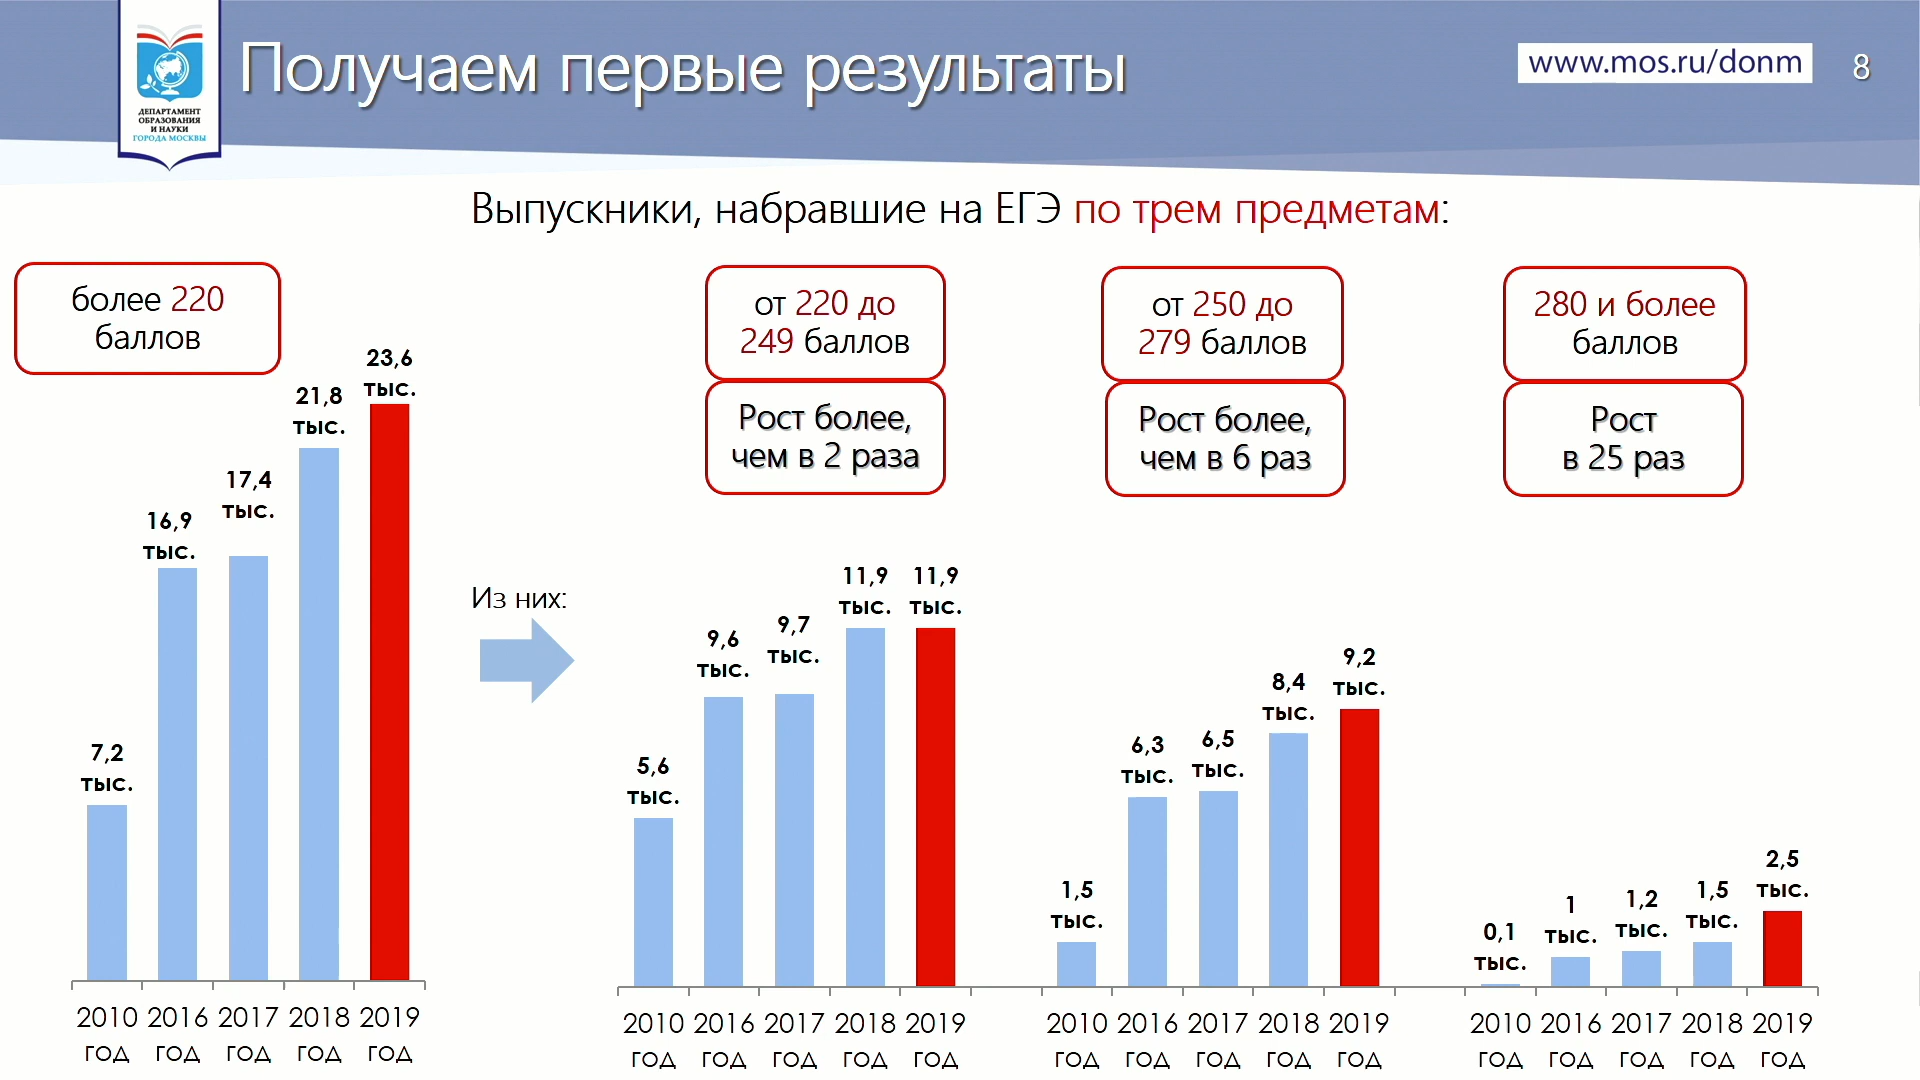 Получаем первые результаты
www.mos.ru/donm
8
ДЕПАРТАМЕНТ
ОБРАЗОВАНИЯ
И НАУКИ
ГОРОДА МОСКВЫ
Выпускники, набравшие на ЕГЭ по трем предметам:
более 220
баллов
7,2
тыс.
16,9
тыс.
17,4
тыс.
21,8
тыс.
23,6
тыс.
2010 2016 2017 2018 2019
год год год год год
Из них:
от 220 до
249 баллов
Рост более,
чем в 2 раза
5,6
тыс.
9,6
тыс.
9,7
тыс.
11,9
тыс.
11,9
тыс.
2010 2016 2017 2018 2019
год год год год год
от 250 до
279 баллов
Рост более,
чем в 6 раз
1,5
тыс.
6,3
тыс.
6,5
тыс.
8,4
тыс.
9,2
тыс.
2010 2016 2017 2018 2019
год год год год год
280 и более
баллов
Рост
в 25 раз
0,1
тыс.
1
тыс.
1,2
тыс.
1,5
тыс.
2,5
тыс.
2010 2016 2017 2018 2019
год год год год год